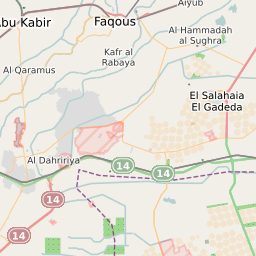 Aiyub
Abu Kabir
Faqous
Al-Hammadah
al Sughra
Kafr al
Rabaya
Al Qaramus
El Salahaia
El Gadeda
Al Dahririya
14
14
14
14